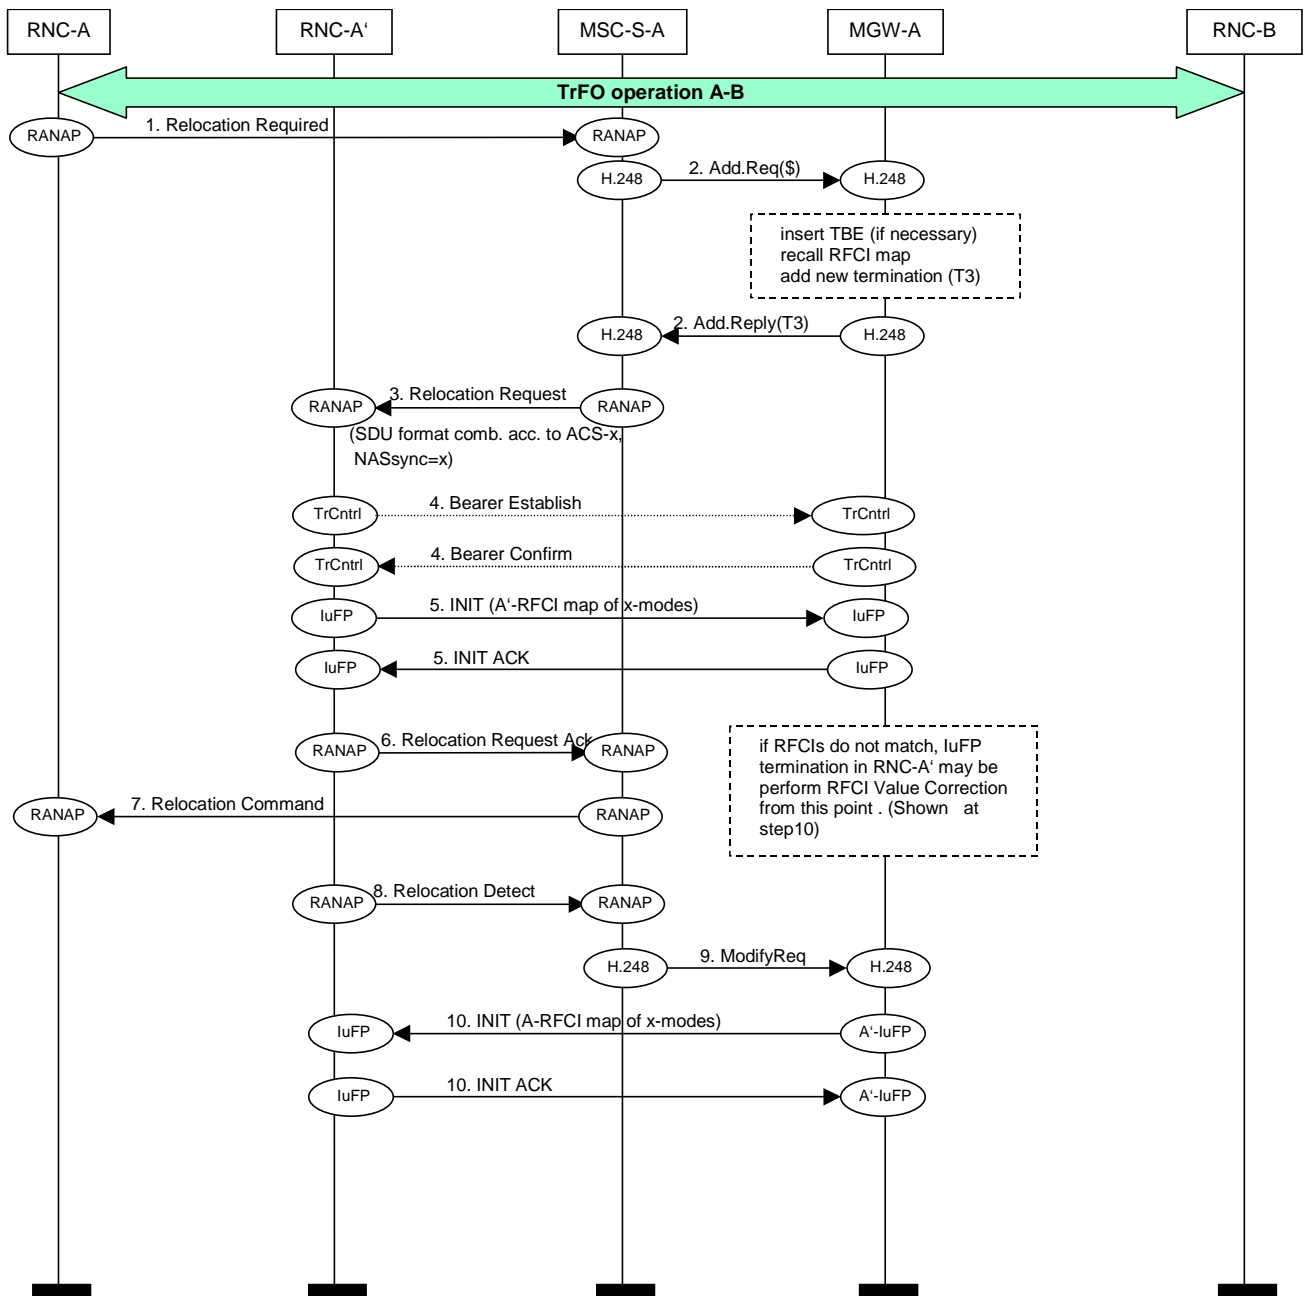 RNC-A
RNC-A‘
MSC-S-A
MGW-A
RNC-B
TrFO operation A-B
1. Relocation Required
RANAP
RANAP
2. Add.Req($)
H.248
H.248
insert TBE (if necessary)
recall RFCI map
add new termination (T3)
2. Add.Reply(T3)
H.248
H.248
3. Relocation Request
RANAP
RANAP
(SDU format comb. acc. to ACS-x,
NASsync=x)
4. Bearer Establish
TrCntrl
TrCntrl
4. Bearer Confirm
TrCntrl
TrCntrl
5. INIT (A‘-RFCI map of x-modes)
IuFP
IuFP
5. INIT ACK
IuFP
IuFP
6. Relocation Request Ack
RANAP
RANAP
if RFCIs do not match, IuFP
termination in RNC-A‘ may be
perform RFCI Value Correction
from this point . (Shown at
step10)
7. Relocation Command
RANAP
RANAP
8. Relocation Detect
RANAP
RANAP
9. ModifyReq
H.248
H.248
10. INIT (A-RFCI map of x-modes)
IuFP
A‘-IuFP
10. INIT ACK
IuFP
A‘-IuFP